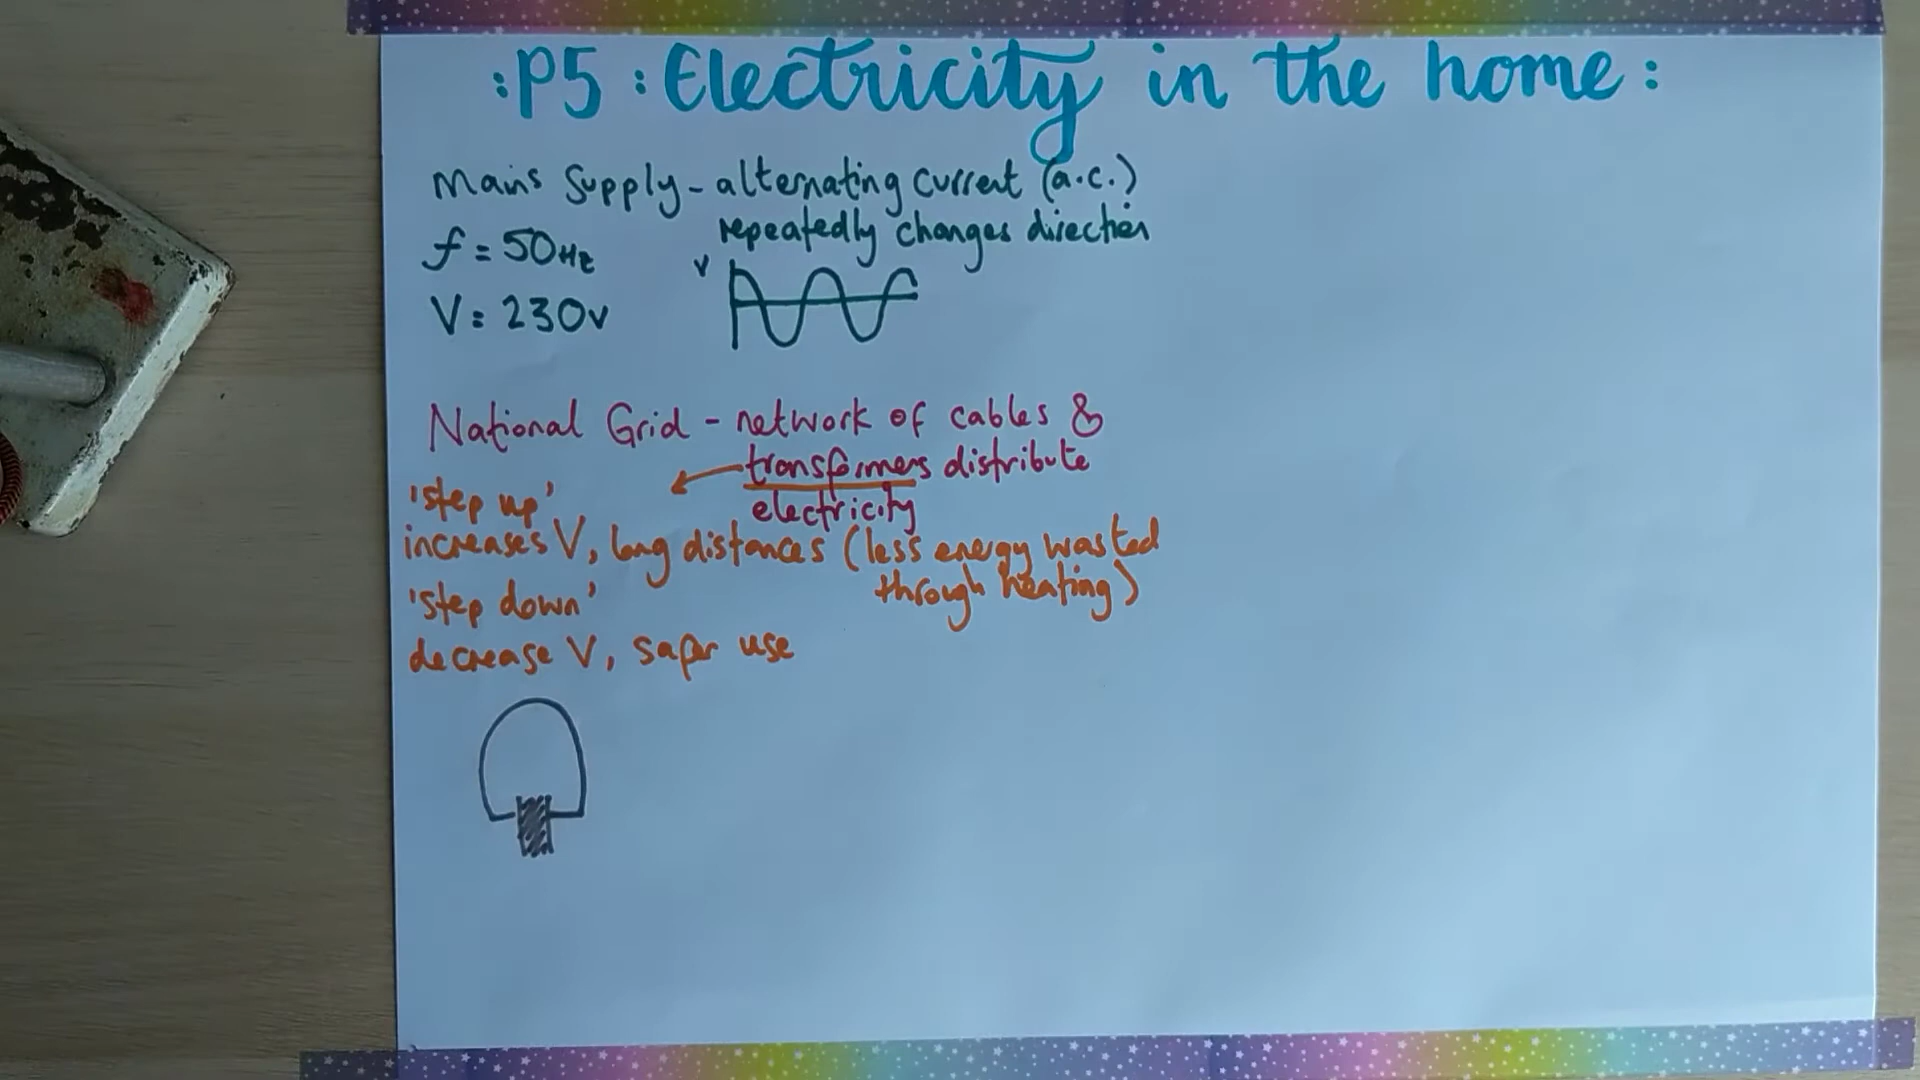 :P5: Electricity in the home:
Mains Supply - alternating current (a.c.)
repeatedly changes direction
f = 50Hz
V
V = 230v
National Grid - network of cables &
transformers distribute
electricity
'step up'
increases V, long distances (less energy wasted
through heating)
'step down'
decrease V, safer use